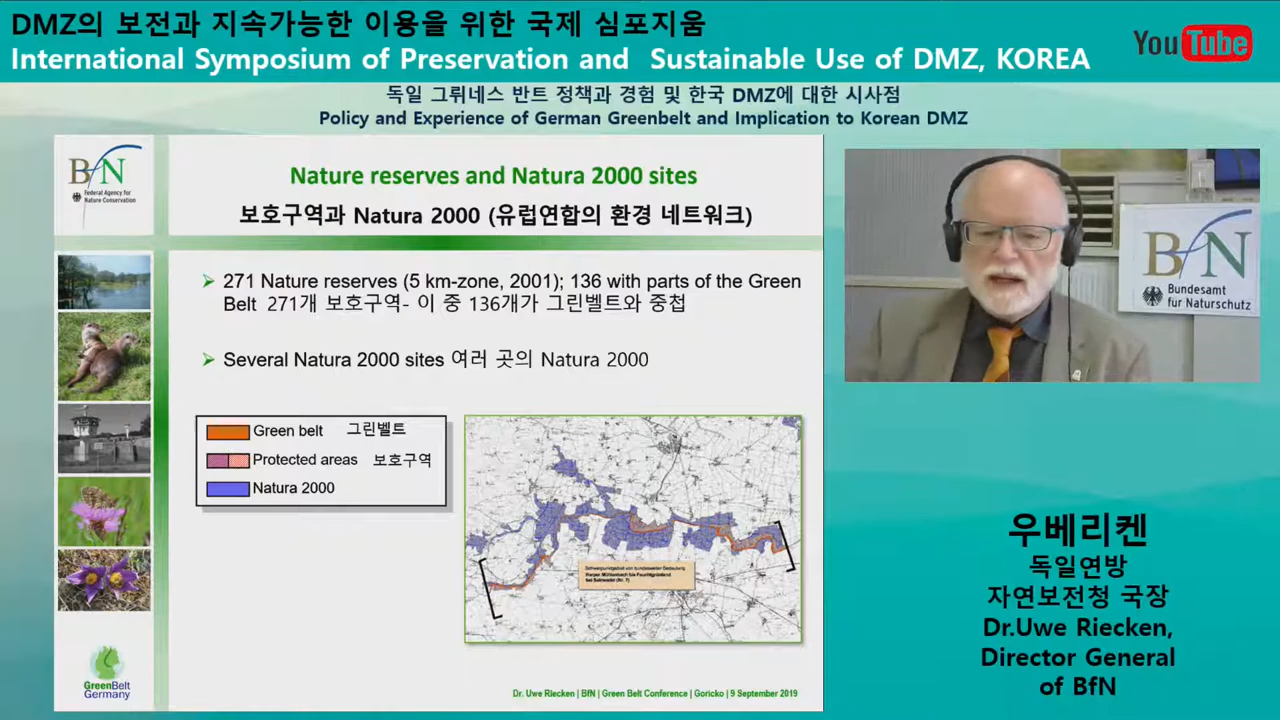 DMZ의 보전과 지속가능한 이용을 위한 국제 심포지움
International Symposium of Preservation and Sustainable Use of DMZ, KOREA
YouTube
독일 그뤼네스 반트 정책과 경험 및 한국 DMZ에 대한 시사점
Policy and Experience of German Greenbelt and Implication to Korean DMZ
BfN
Federal Agency for
Nature Conservation
Nature reserves and Natura 2000 sites
보호구역과 Natura 2000 (유럽연합의 환경 네트워크)
271 Nature reserves (5 km-zone, 2001); 136 with parts of the Green
Belt 271개 보호구역- 이 중 136개가 그린벨트와 중첩
Several Natura 2000 sites 여러 곳의 Natura 2000
Green belt 그린벨트
Protected areas 보호구역
Natura 2000
Schwerpunktgebiet von bundesweiter Bedeutung
bei Salzwedel (Nr. 7)
GreenBelt
Germany
Dr. Uwe Riecken | BfN | Green Belt Conference | Goricko | 9 September 2019
BfN
Bundesamt
für Naturschutz
우베리켄
독일연방
자연보전청 국장
Dr.Uwe Riecken,
Director General
of BfN